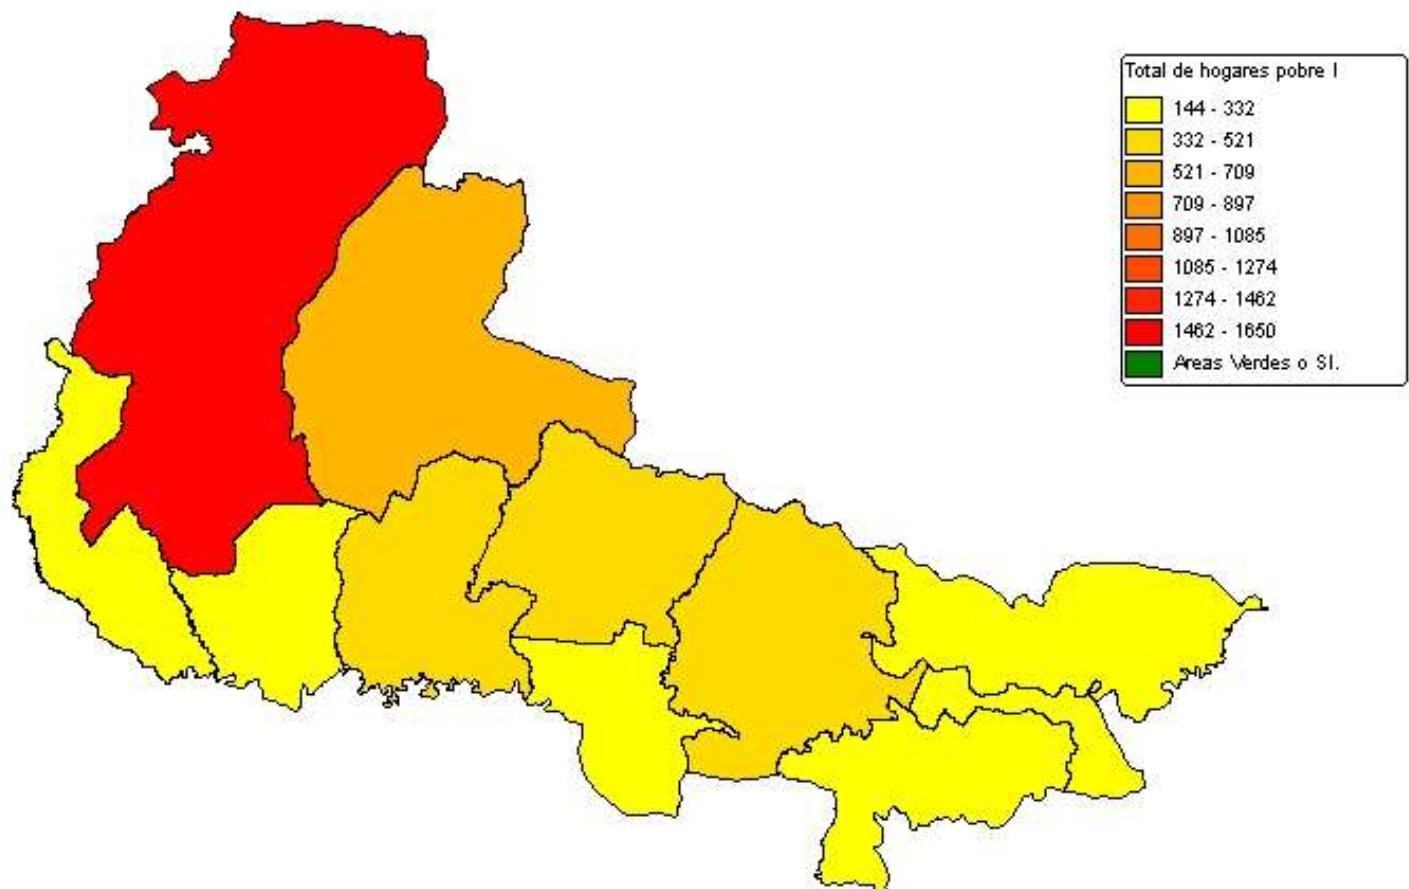 Total de hogares pobre I
144 - 332
332 - 521
521 - 709
709 - 897
897 - 1085
1085 - 1274
1274 - 1462
1462 - 1650
Areas Verdes o SI.